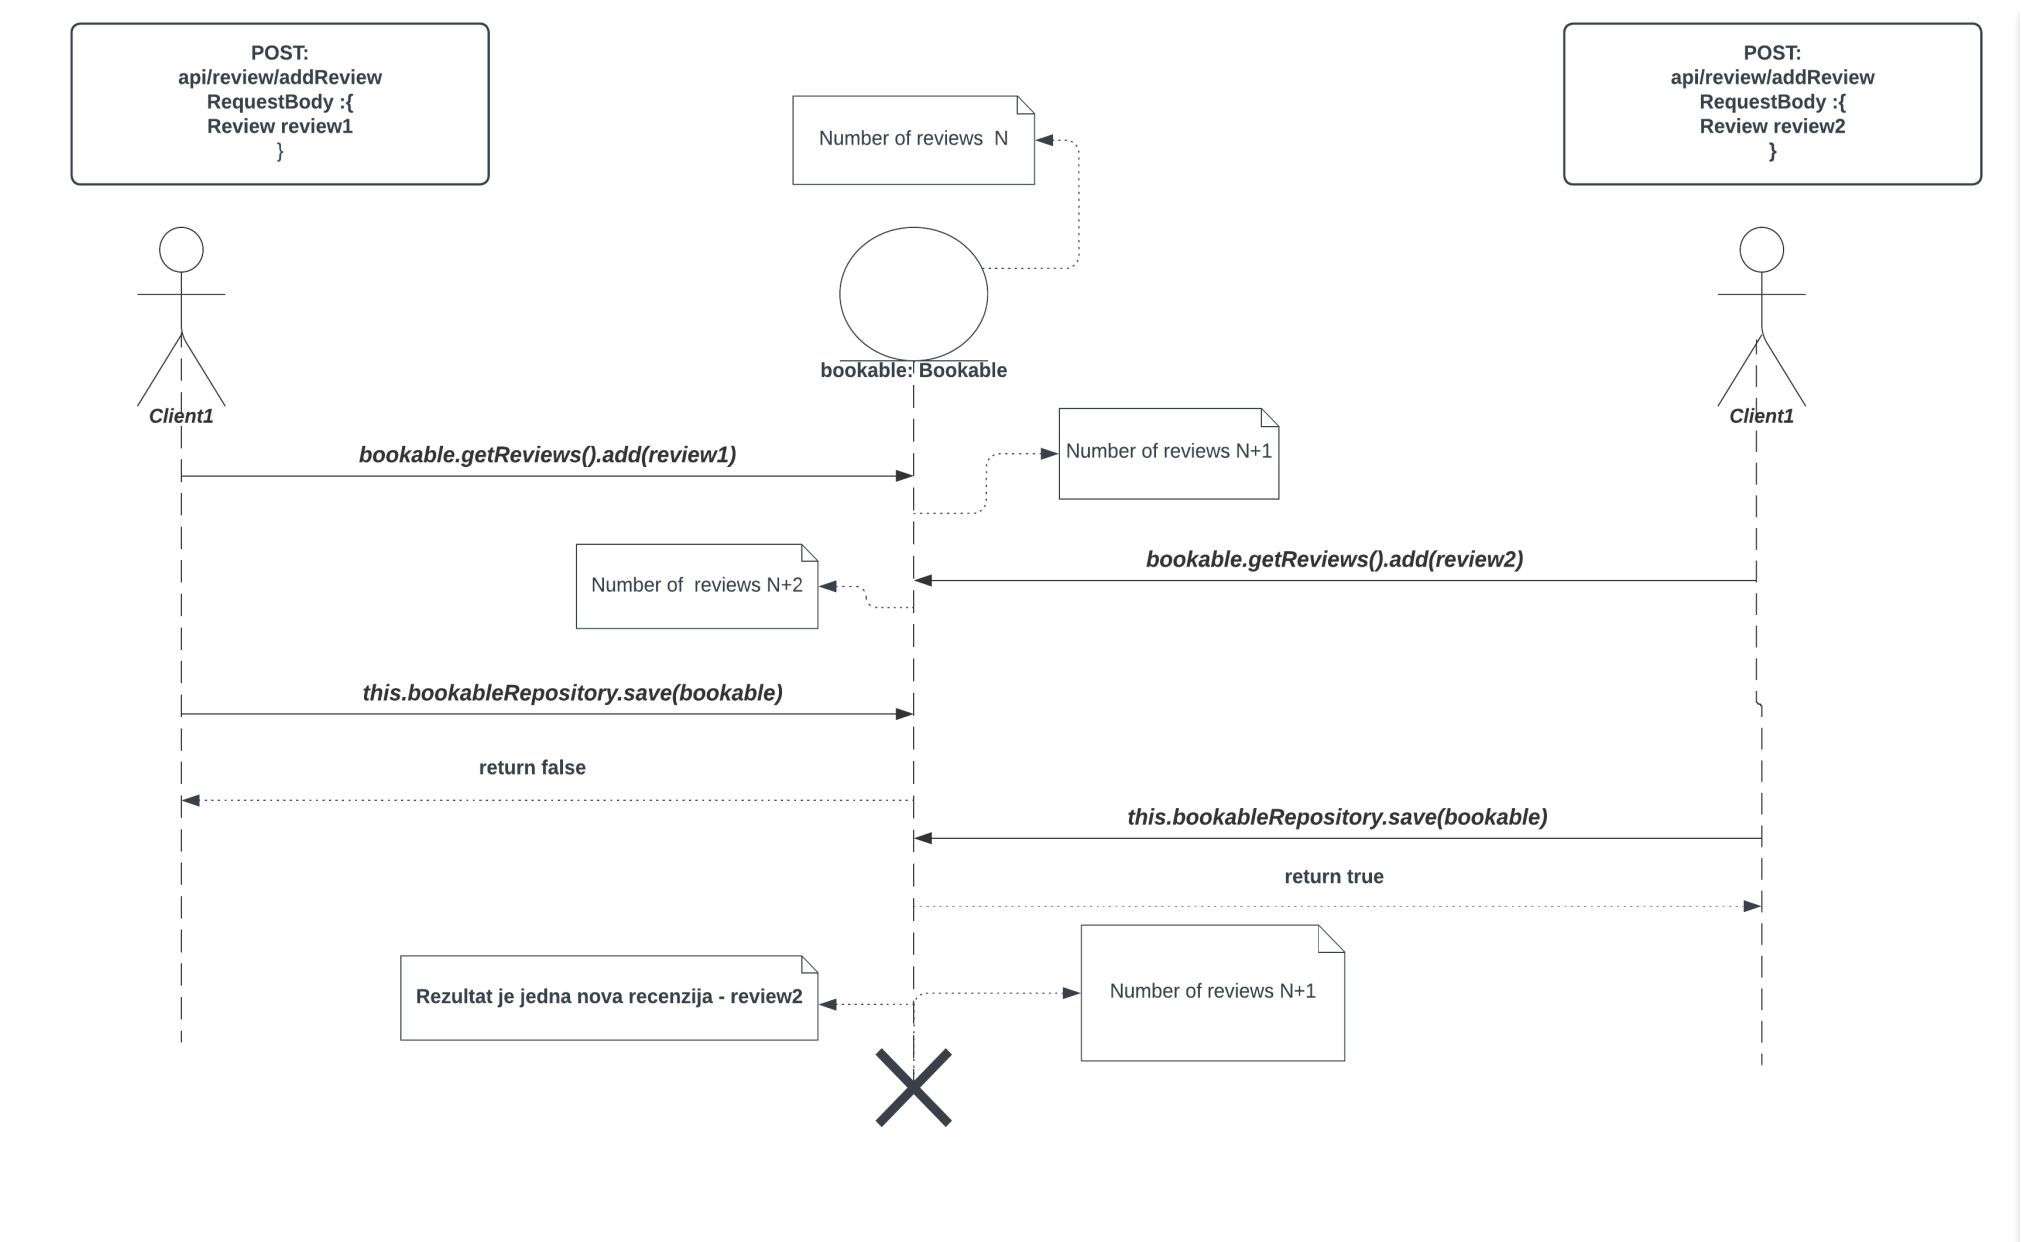 POST:
api/review/addReview
RequestBody :{
Review review1
}
POST:
api/review/addReview
RequestBody :{
Review review2
}
Number of reviews  N
bookable: Bookable
Client1
Client1
bookable.getReviews().add(review1)
Number of reviews N+1
bookable.getReviews().add(review2)
Number of  reviews N+2
this.bookableRepository.save(bookable)
return false
this.bookableRepository.save(bookable)
return true
Rezultat je jedna nova recenzija - review2
Number of reviews N+1